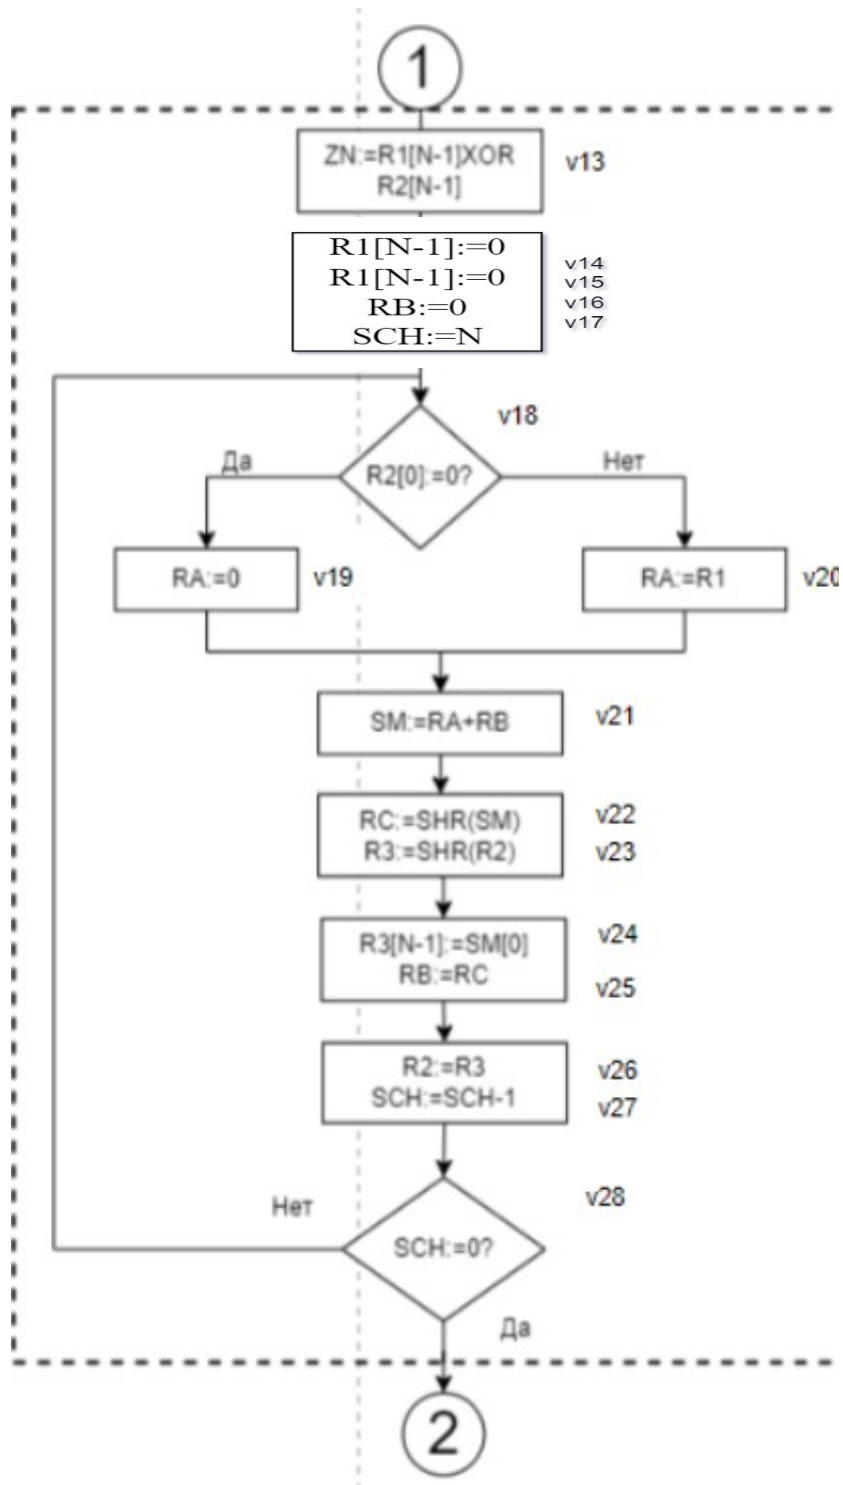 1
ZN:=R1[N-1]XOR
R2[N-1]
v13
R1[N-1]:=0
R1[N-1]:=0
RB:=0
SCH:=N
v14
v15
v16
v17
v18
R2[0]:=0?
Да
Нет
RA:=0
v19
RA:=R1
v20
SM:=RA+RB
v21
RC:=SHR(SM)
R3:=SHR(R2)
v22
v23
R3[N-1]:=SM[0]
RB:=RC
v24
v25
R2:=R3
SCH:=SCH-1
v26
v27
v28
Нет
SCH:=0?
Да
2